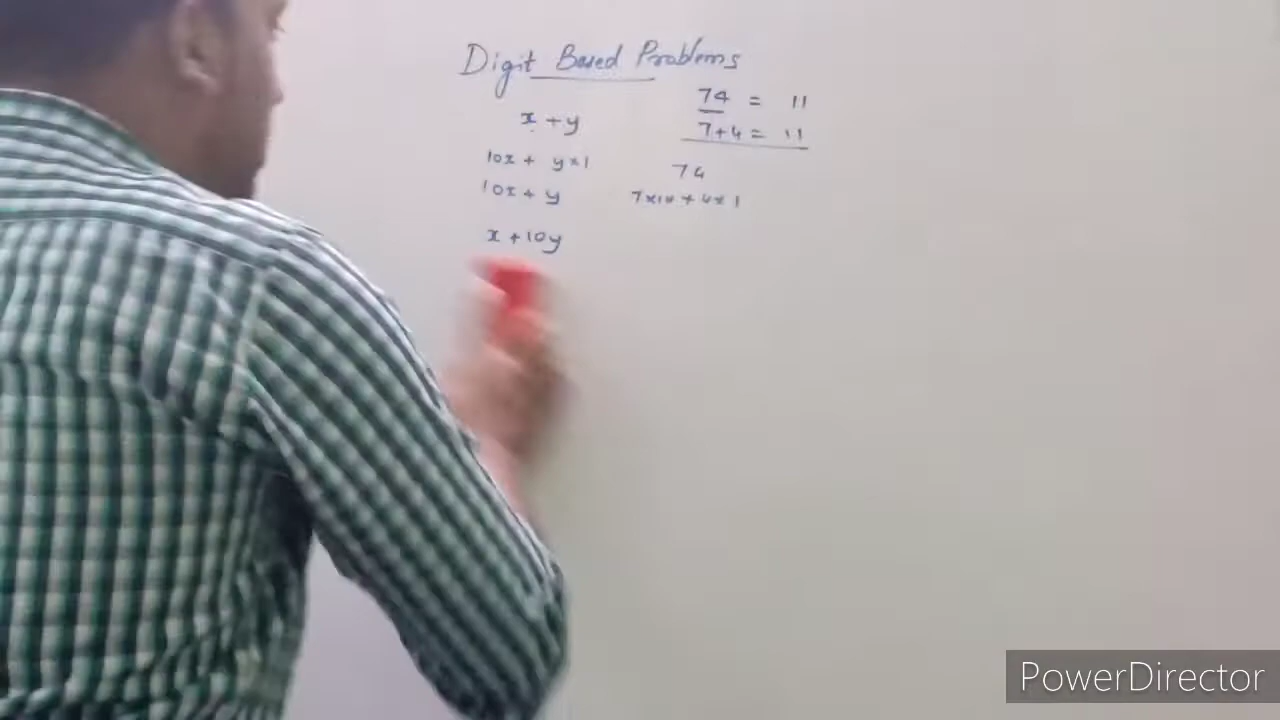 Digit Based Problems
x + y
10x + y×1
10x + y
x + 10y
74 = 11
7+4 = 11
74
7×10 + 4×1
PowerDirector